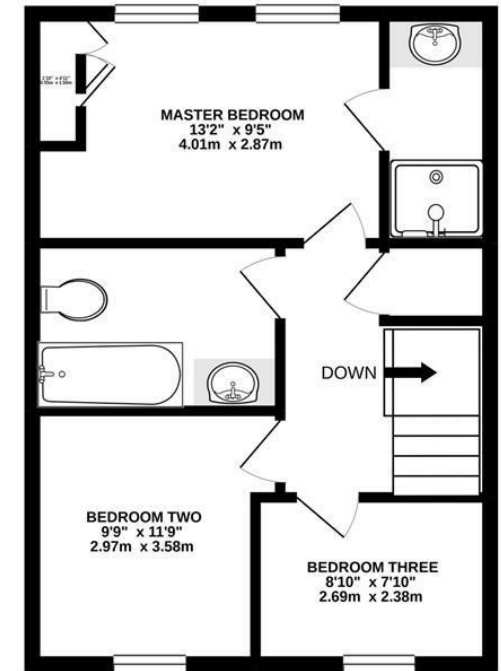 MASTER BEDROOM
13'2" x 9'5"
4.01m x 2.87m
DOWN
BEDROOM TWO
9'9" x 11'9"
2.97m x 3.58m
BEDROOM THREE
8'10" x 7'10"
2.69m x 2.38m